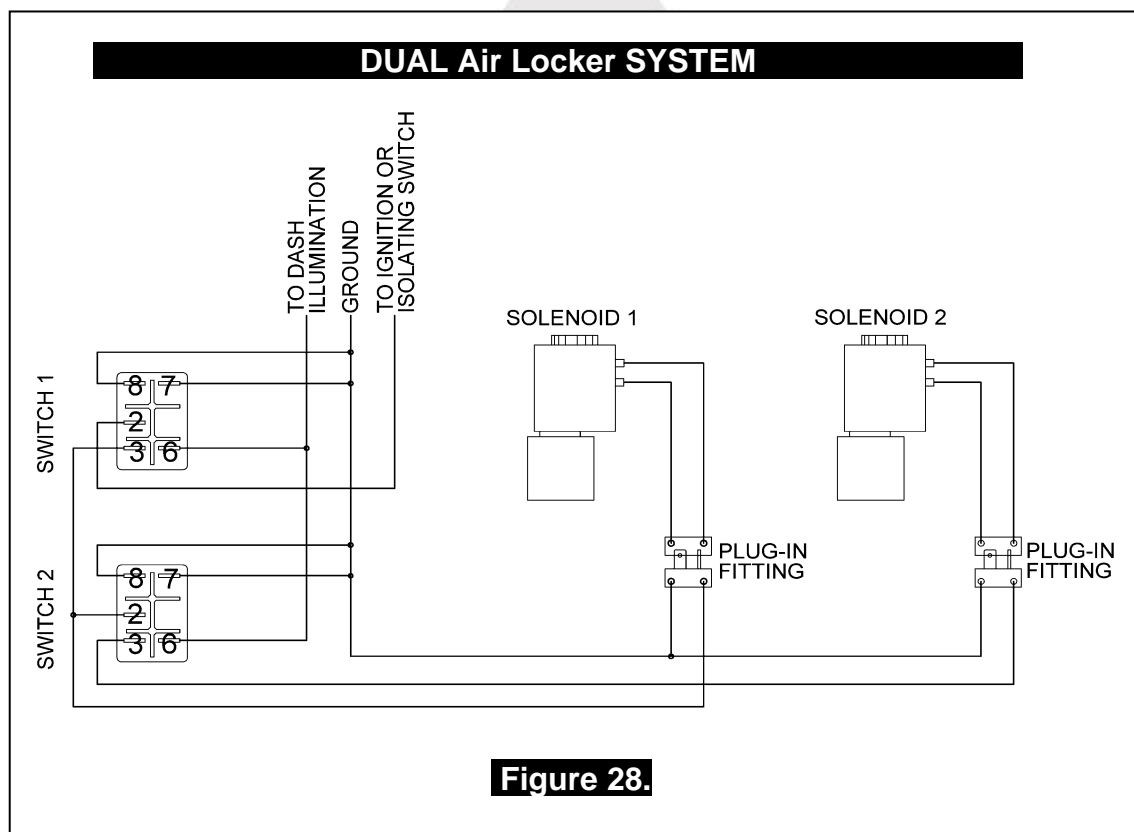 DUAL Air Locker SYSTEM
TO DASH
ILLUMINATION
GROUND
TO IGNITION OR
ISOLATING SWITCH
SOLENOID 1
SOLENOID 2
SWITCH 1
8 7
2
3 6
SWITCH 2
8 7
2
3 6
PLUG-IN
FITTING
PLUG-IN
FITTING
Figure 28.